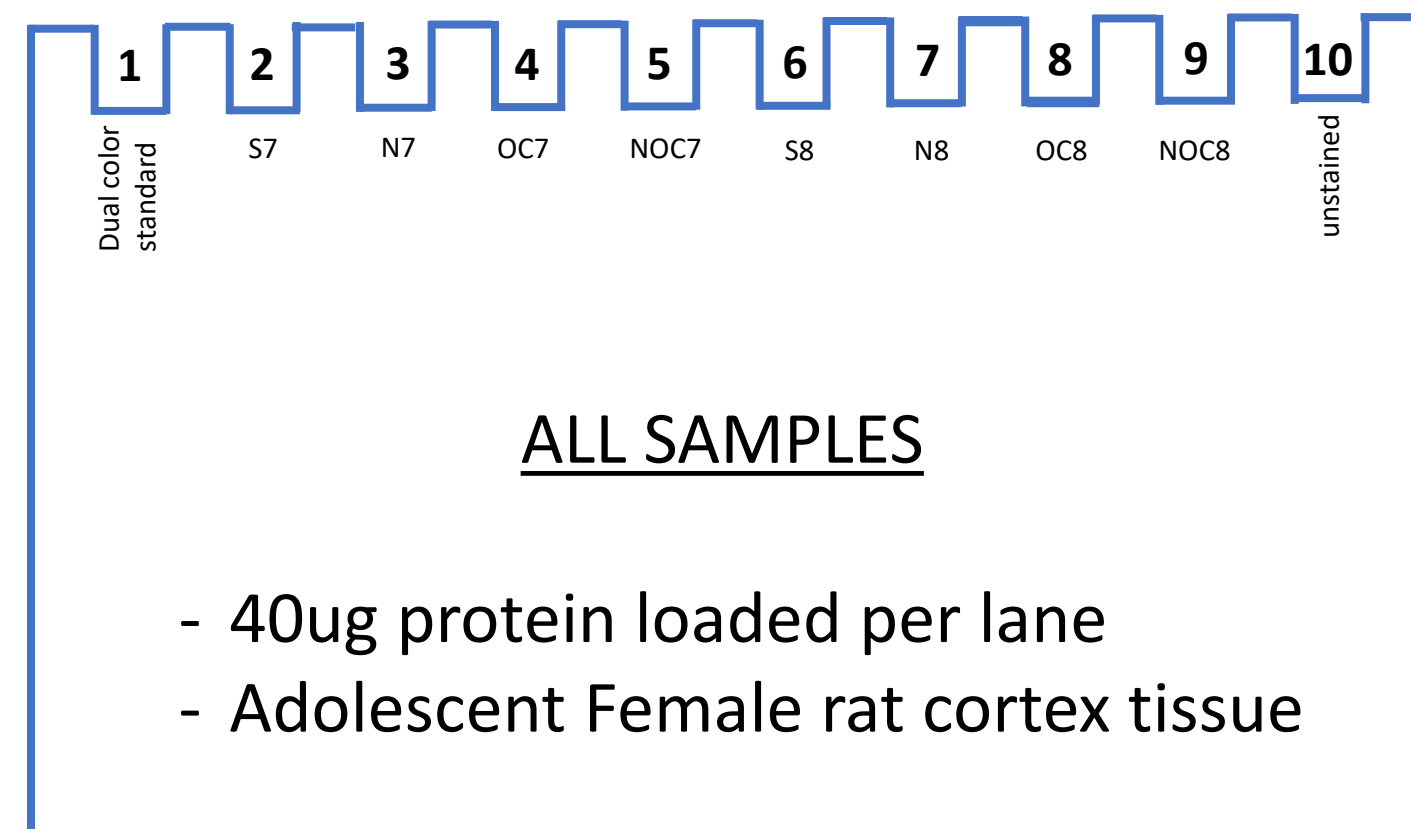 1 2 3 4 5 6 7 8 9 10
Dual color
standard
S7 N7 OC7 NOC7 S8 N8 OC8 NOC8
unstained
ALL SAMPLES
- 40ug protein loaded per lane
- Adolescent Female rat cortex tissue